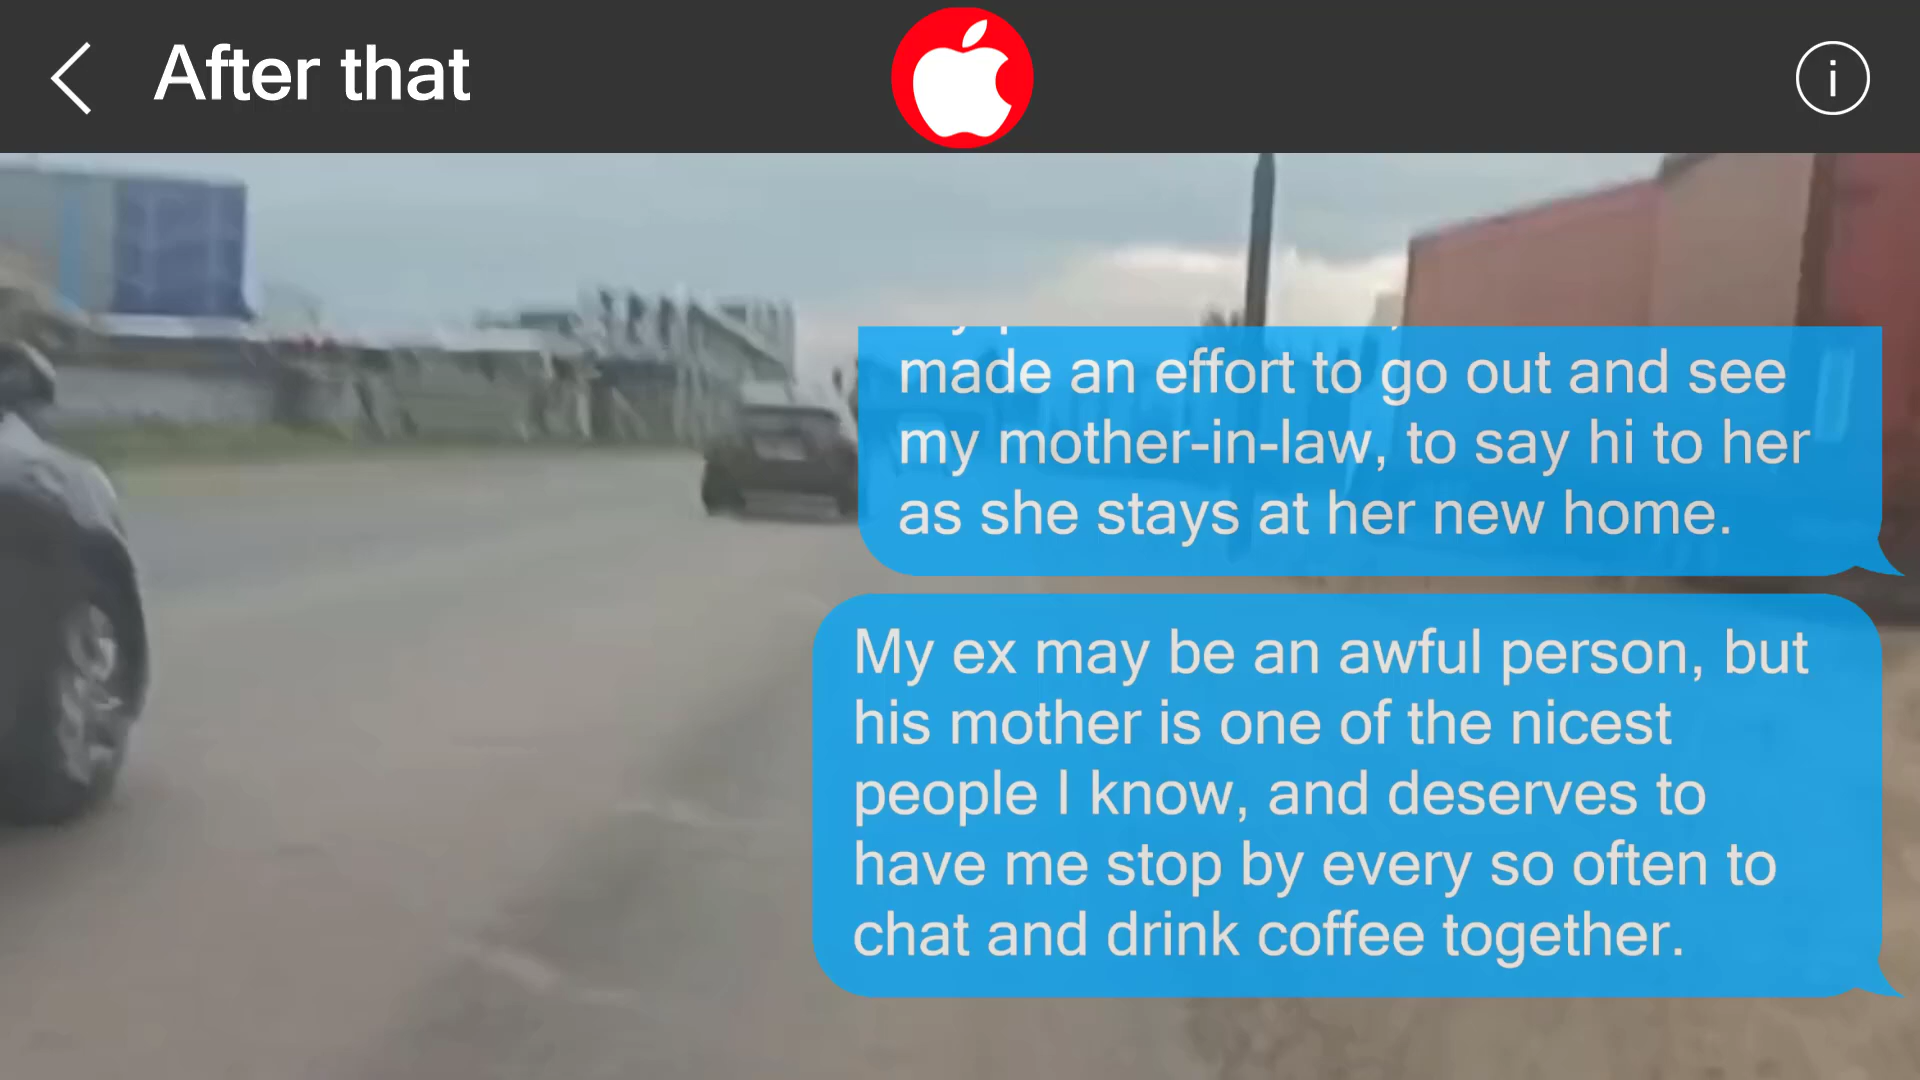 After that
made an effort to go out and see
my mother-in-law, to say hi to her
as she stays at her new home.
My ex may be an awful person, but
his mother is one of the nicest
people I know, and deserves to
have me stop by every so often to
chat and drink coffee together.